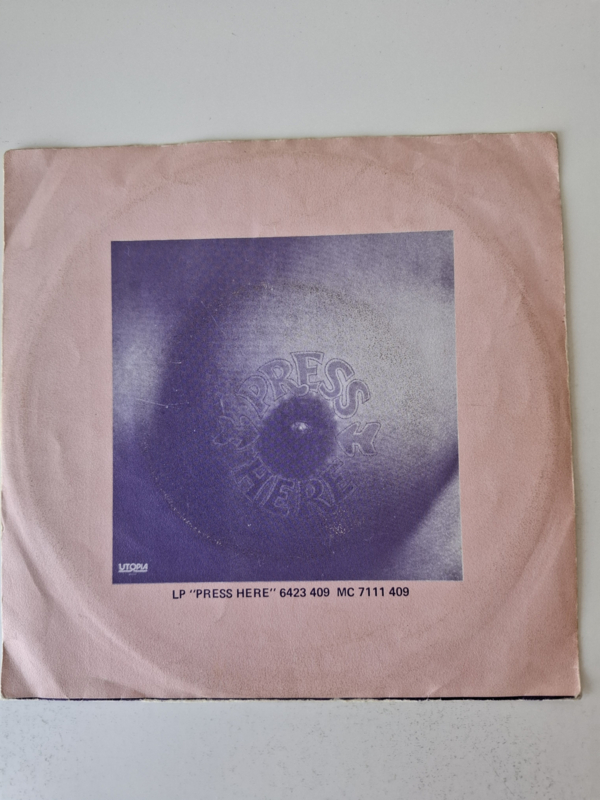 PRESS
HERE
UTOPIA
LP "PRESS HERE" 6423 409 MC 7111 409